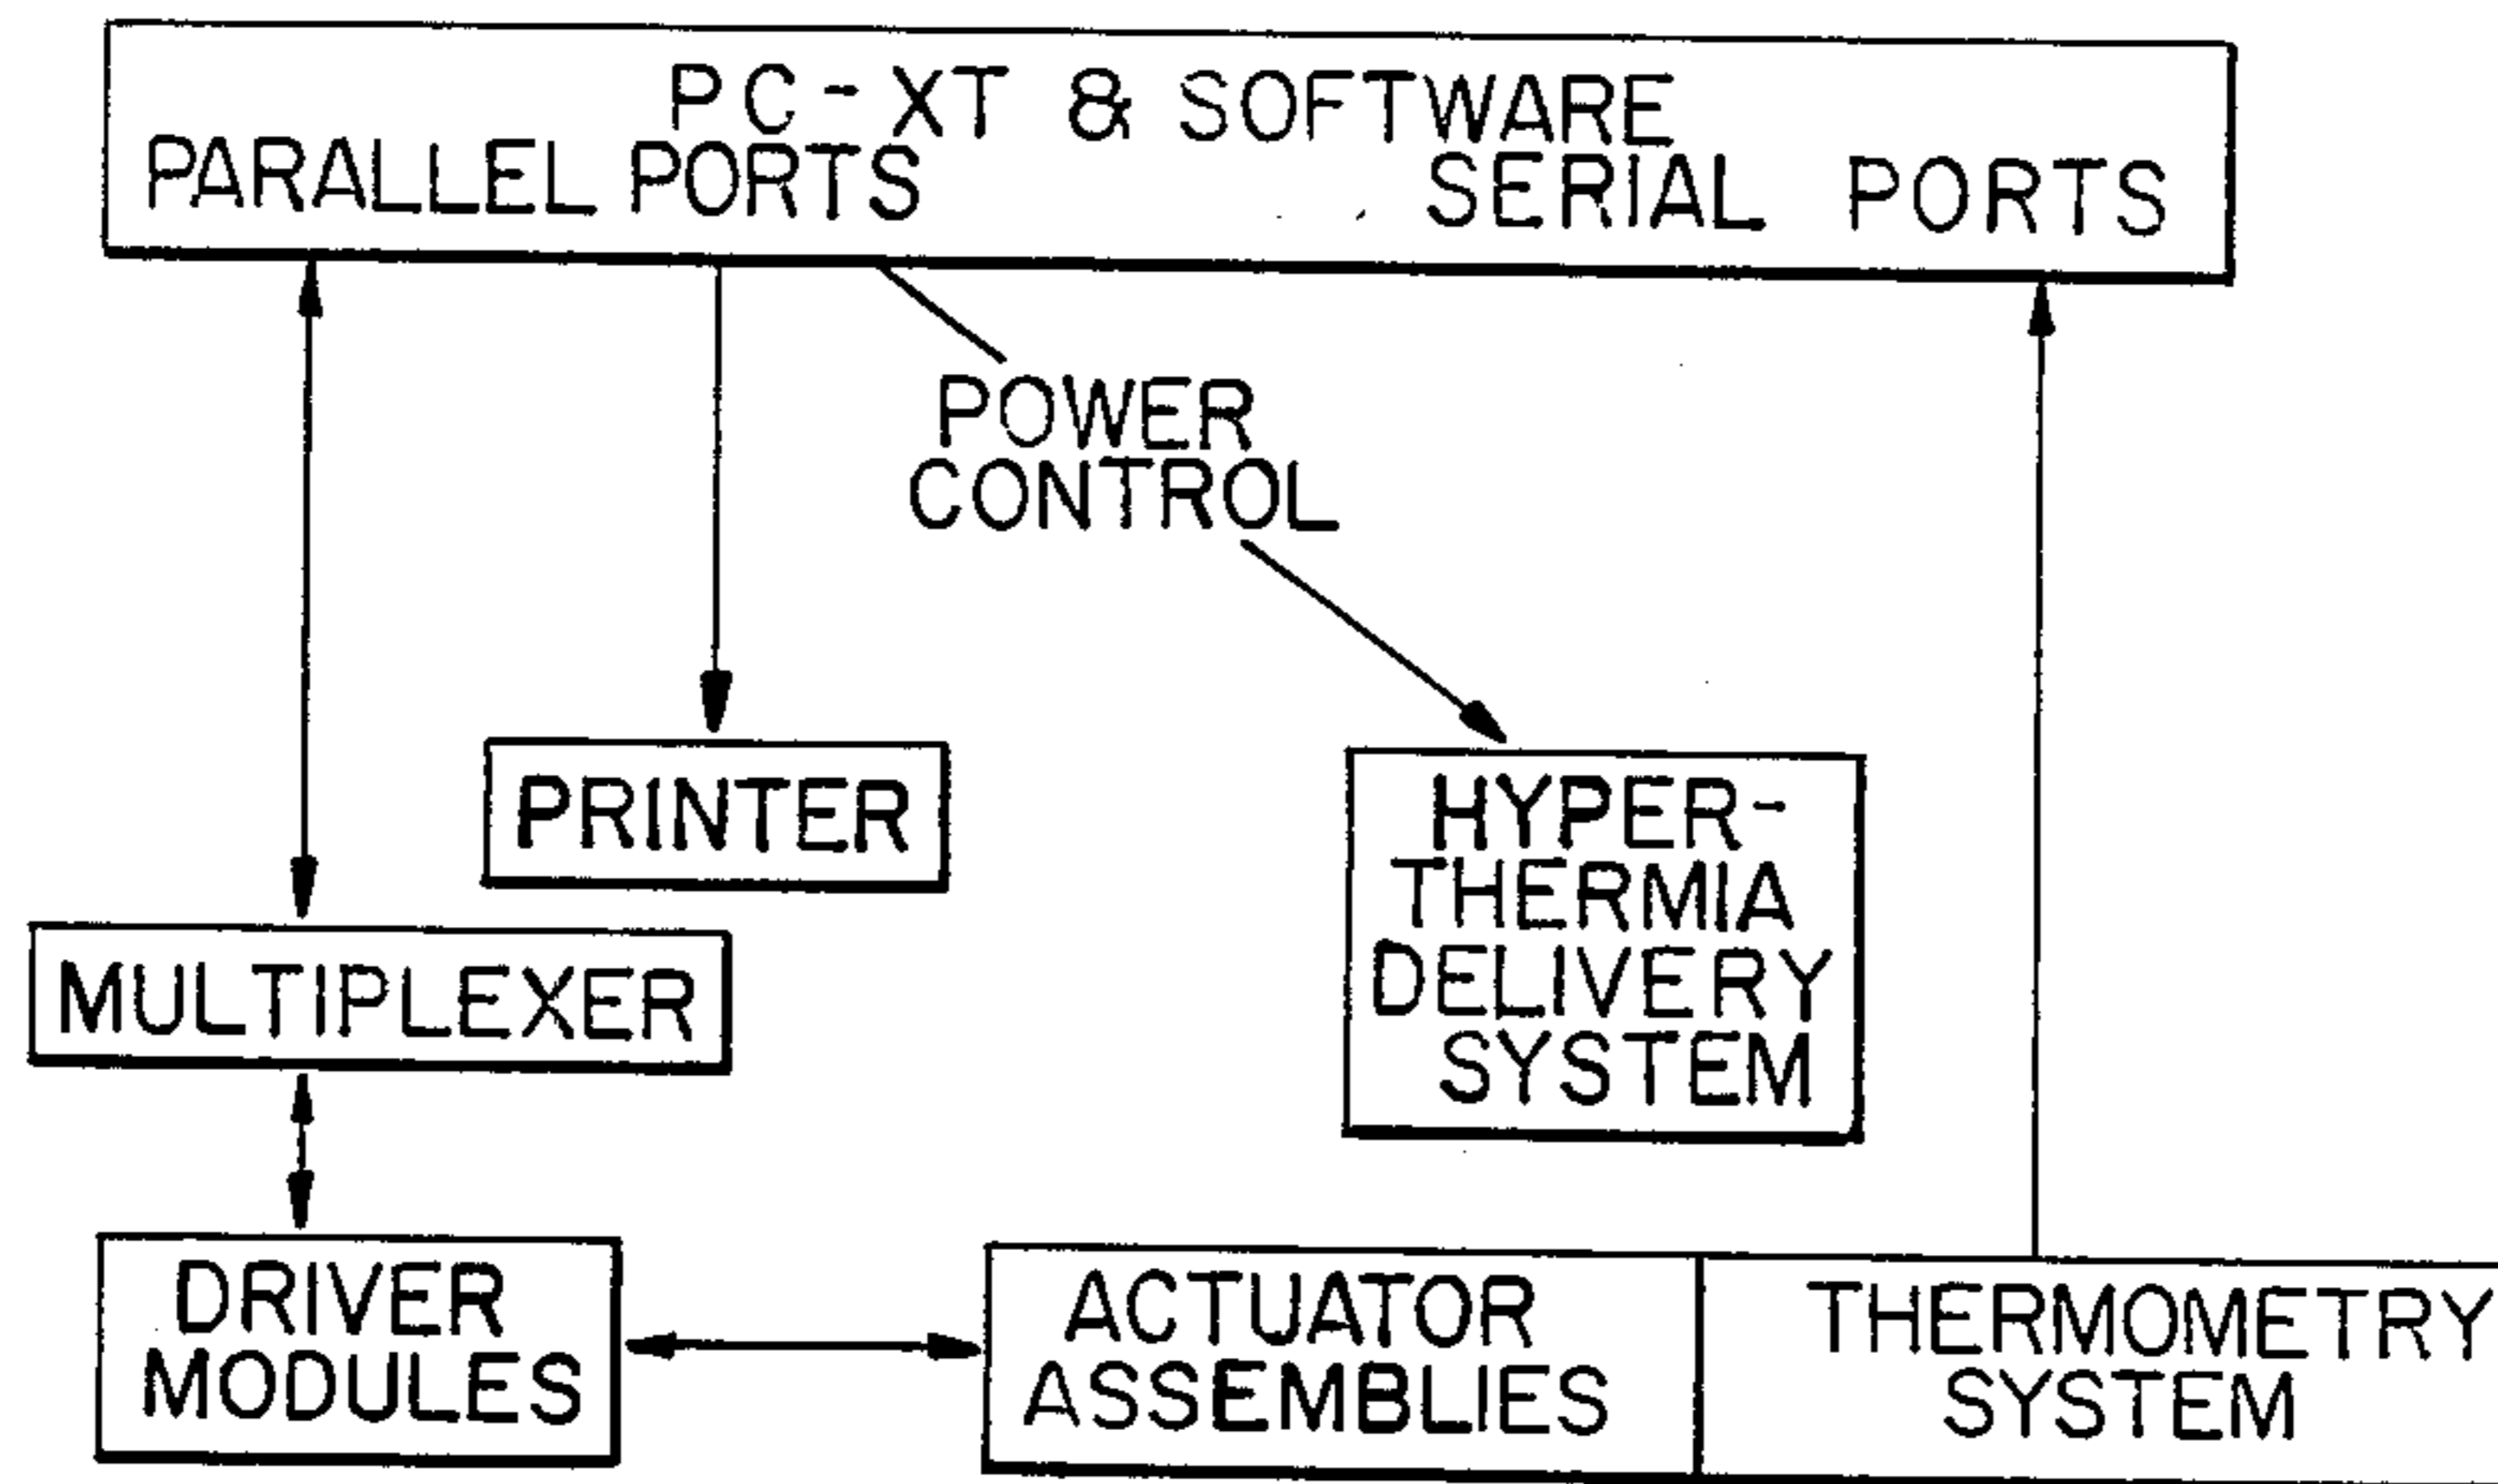 PC-XT & SOFTWARE
PARALLEL PORTS SERIAL PORTS
POWER
CONTROL
PRINTER
HYPER-
THERMIA
DELIVERY
SYSTEM
MULTIPLEXER
DRIVER
MODULES
ACTUATOR
ASSEMBLIES
THERMOMETRY
SYSTEM